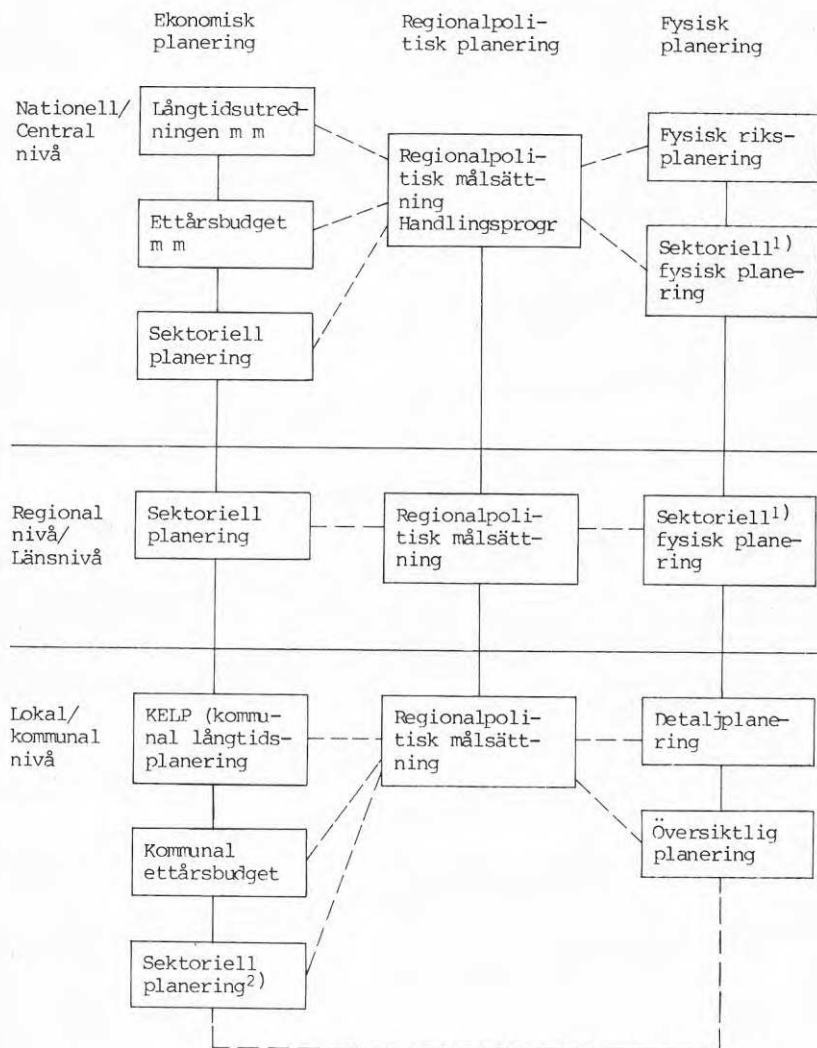 Ekonomisk
planering
Regionalpoli-
tisk planering
Fysisk
planering
Nationell/
Central
nivå
Långtidsutred-
ningen m m
Ettårsbudget
m m
Sektoriell
planering
Regionalpoli-
tisk målsätt-
ning
Handlingsprogr
Fysisk riks-
planering
Sektoriell1)
fysisk plane-
ring
Regional
nivå/
Länsnivå
Sektoriell
planering
Regionalpoli-
tisk målsätt-
ning
Sektoriell1)
fysisk plane-
ring
Lokal/
kommunal
nivå
KELP (kommu-
nal långtids-
planering
Kommunal
ettårsbudget
Sektoriell
planering2)
Regionalpoli-
tisk målsätt-
ning
Detaljplane-
ring
Översiktlig
planering